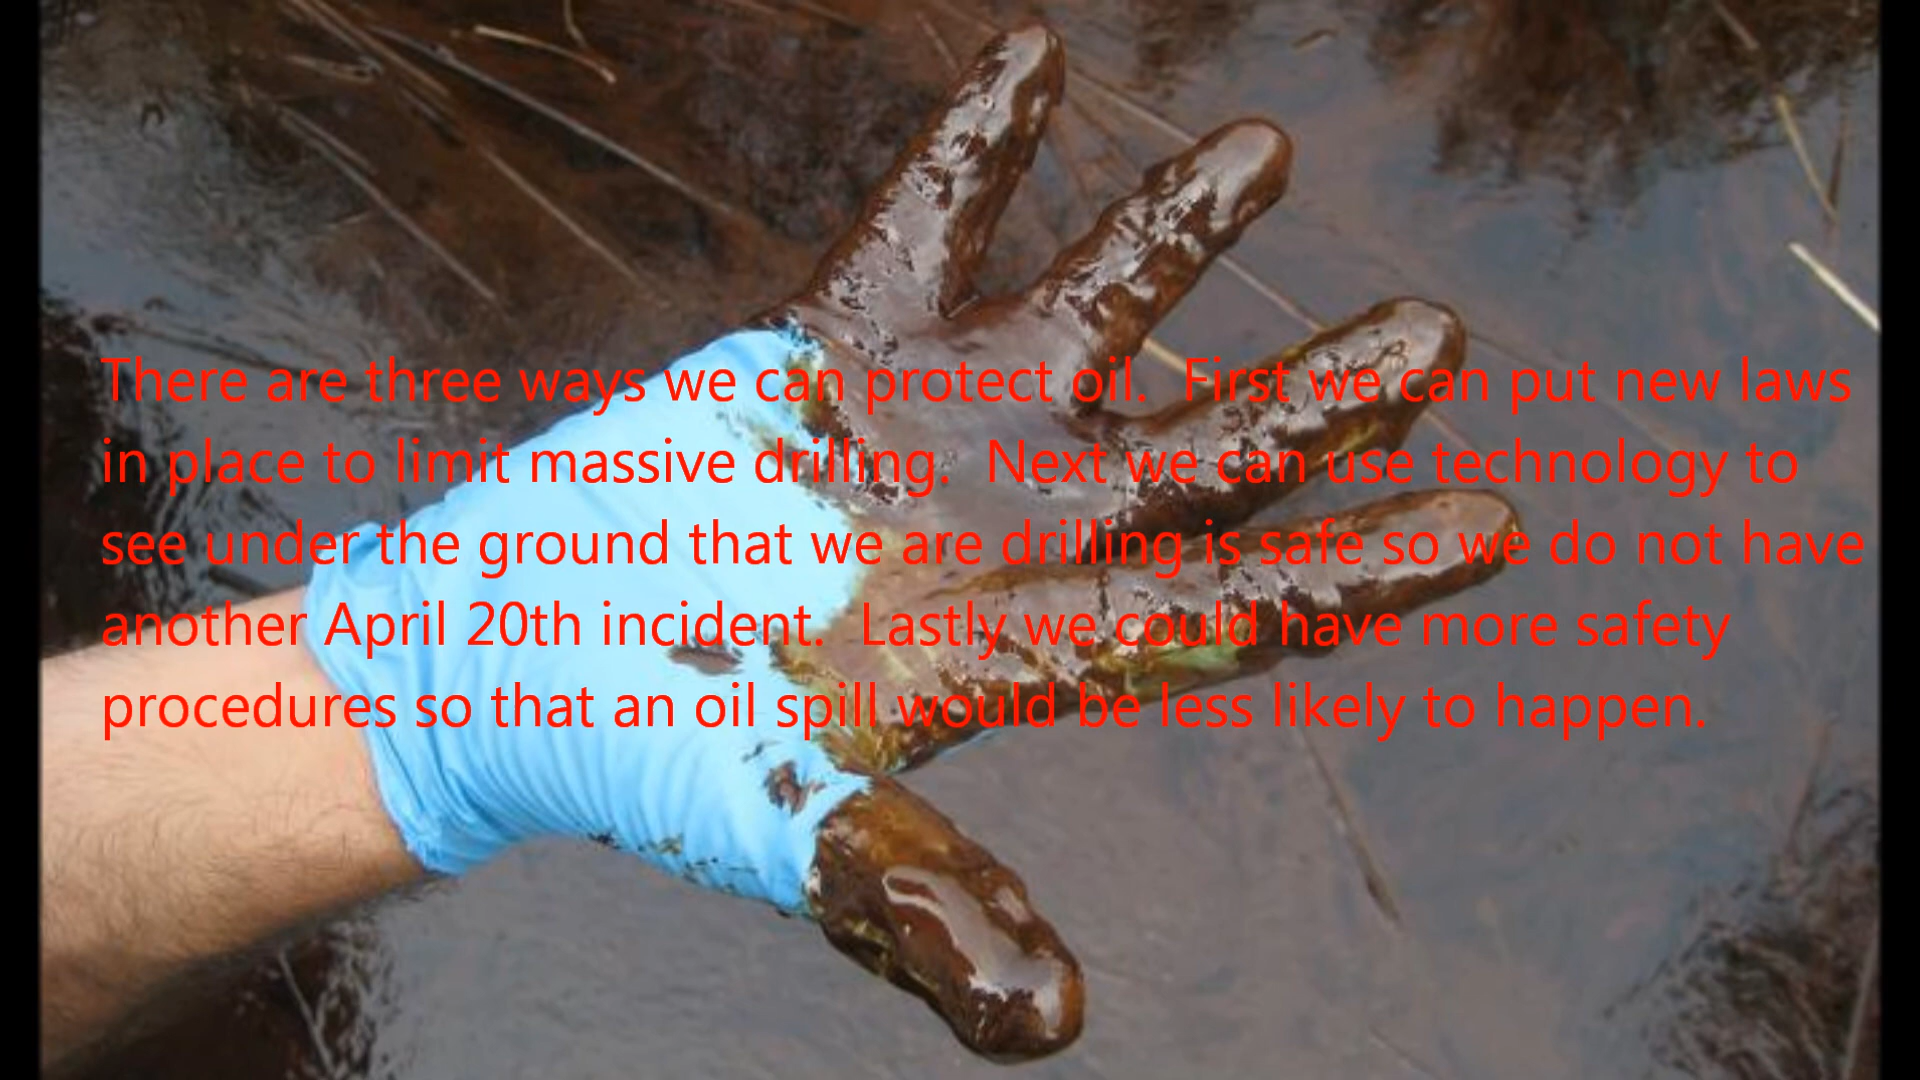 There are three ways we can protect oil.  First we can put new laws
in place to limit massive drilling.  Next we can use technology to
see under the ground that we are drilling is safe so we do not have
another April 20th incident.  Lastly we could have more safety
procedures so that an oil spill would be less likely to happen.